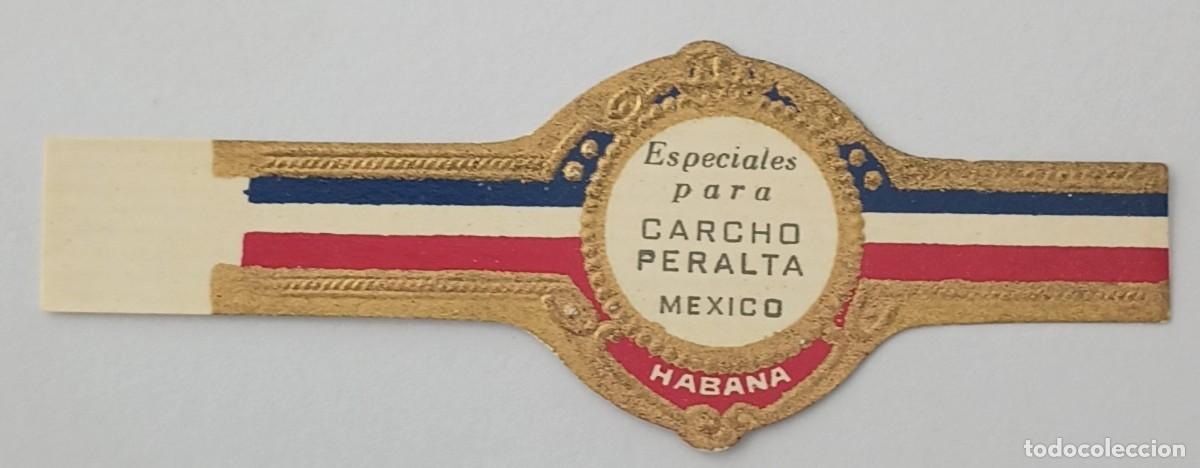 Especiales
para
CARCHO
PERALTA
MEXICO
HABANA
todocoleccion